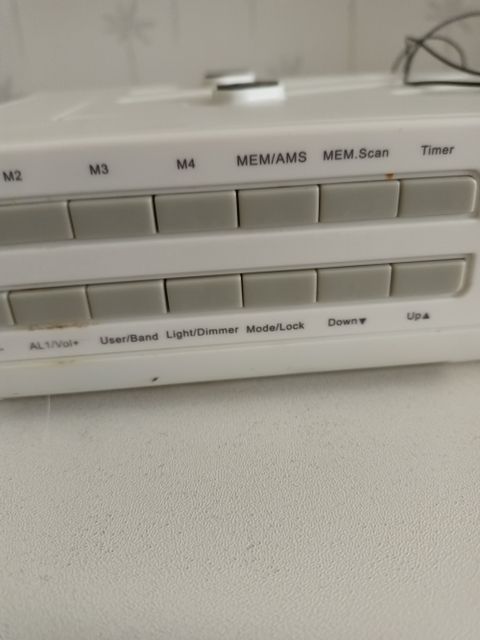 M2 M3 M4 MEM/AMS MEM.Scan Timer
AL1/Vol+ User/Band Light/Dimmer Mode/Lock Down▼ Up▲